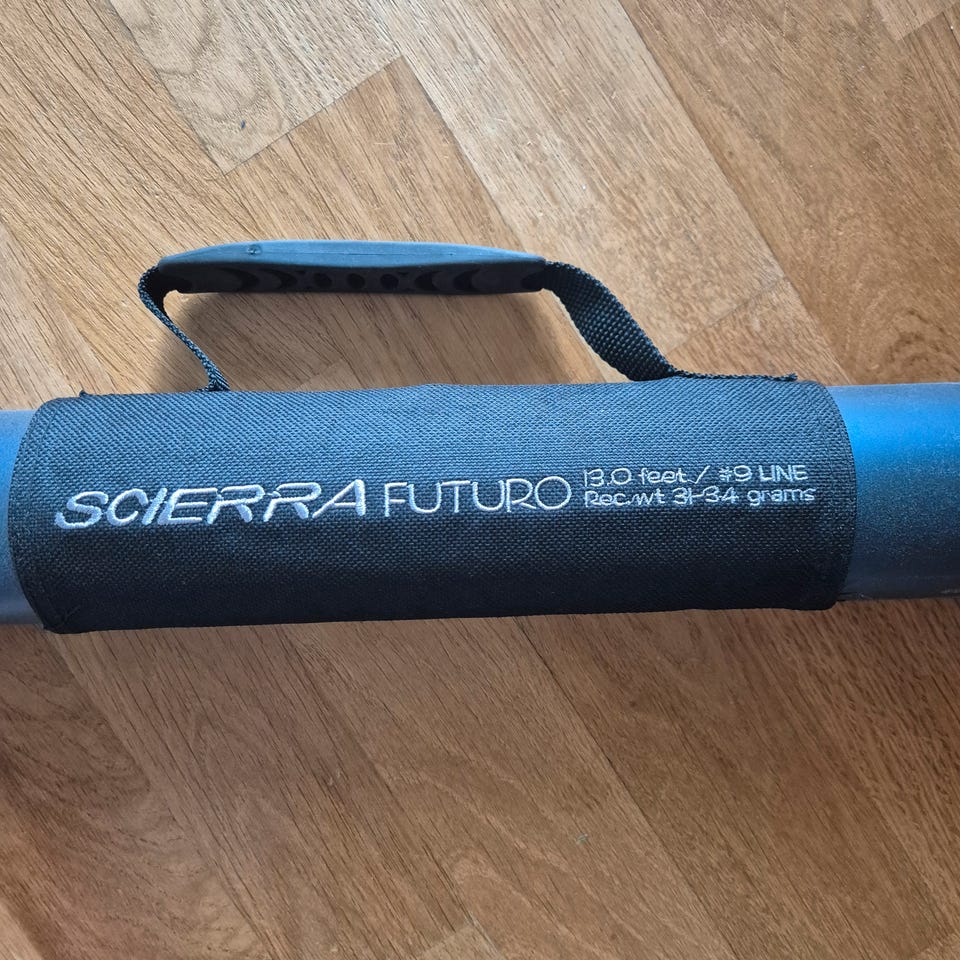 SCIERRA FUTURO
13.0 feet / #9 LINE
Rec.wt 31-34 grams